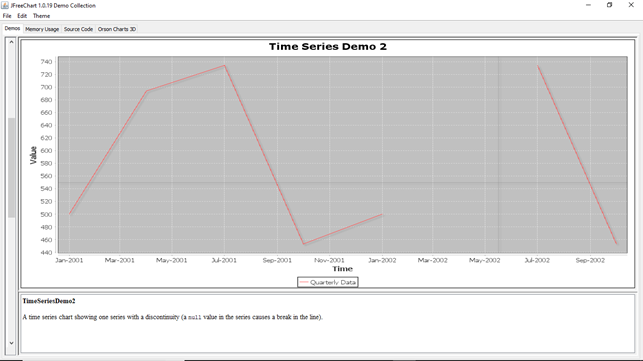 JFreeChart 1.0.19 Demo Collection
File Edit Theme
Demos Memory Usage Source Code Orson Charts 3D
Time Series Demo 2
740
720
700
680
660
640
620
600
580
560
540
520
500
480
460
440
Value
Jan-2001 Mar-2001 May-2001 Jul-2001 Sep-2001 Nov-2001 Jan-2002 Mar-2002 May-2002 Jul-2002 Sep-2002
Time
Quarterly Data
TimeSeriesDemo2
A time series chart showing one series with a discontinuity (a null value in the series causes a break in the line).